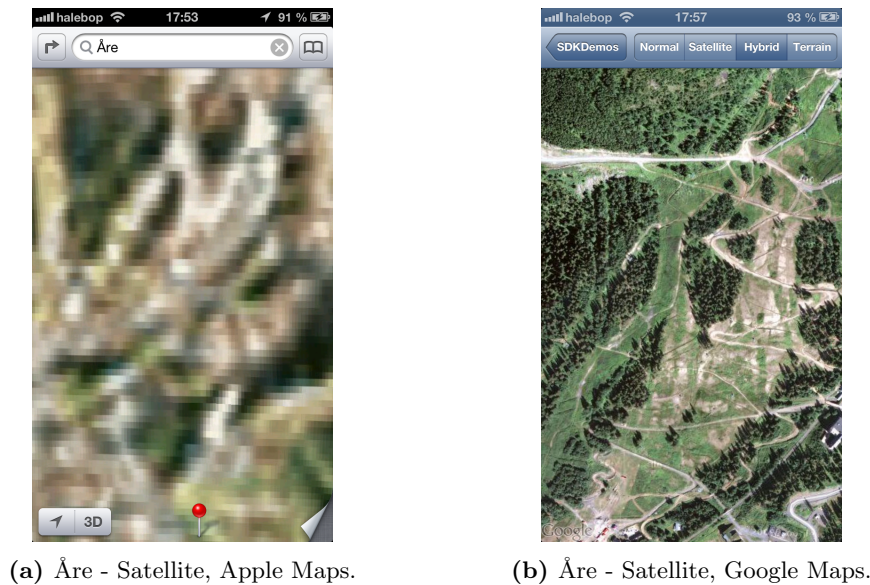 halebop 17:53 91 %
Åre
3D
(a) Åre - Satellite, Apple Maps.
halebop 17:57 93 %
SDKDemos Normal Satellite Hybrid Terrain
Google
(b) Åre - Satellite, Google Maps.